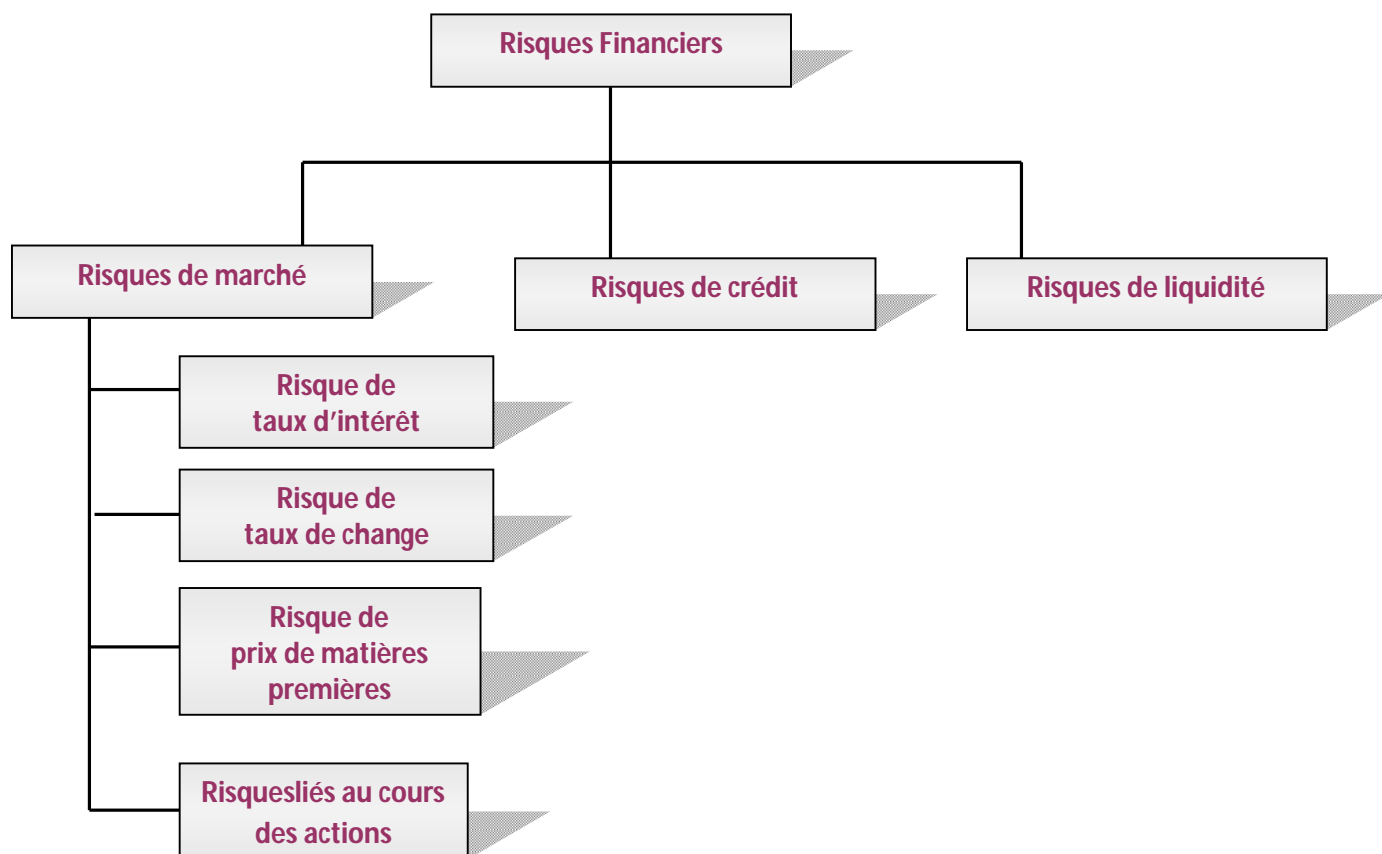 Risques Financiers
Risques de marché
Risques de crédit
Risques de liquidité
Risque de
taux d’intérêt
Risque de
taux de change
Risque de
prix de matières
premières
Risquesliés au cours
des actions